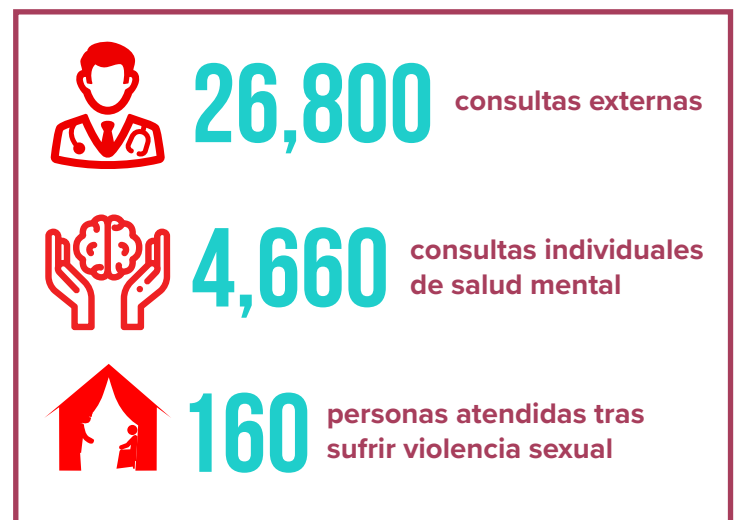 26,800 consultas externas
4,660 consultas individuales
de salud mental
160 personas atendidas tras
sufrir violencia sexual